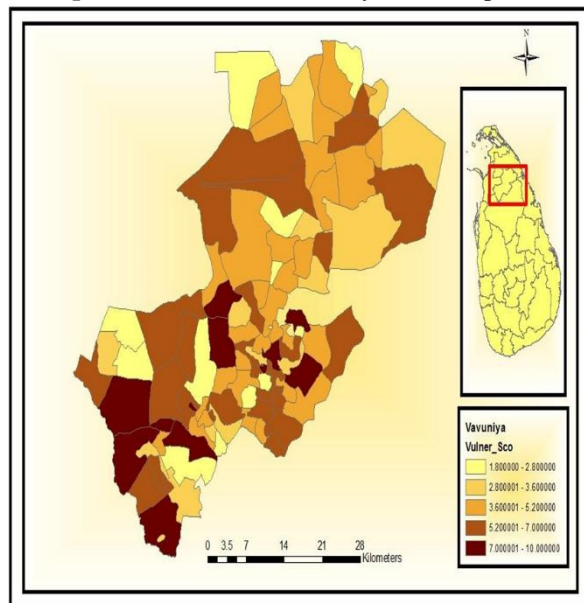 N
Vavuniya
Vulner_Sco
1.800000 - 2.800000
2.800001 - 3.600000
3.600001 - 5.200000
5.200001 - 7.000000
7.000001 - 10.000000
0 3.5 7 14 21 28
Kilometers